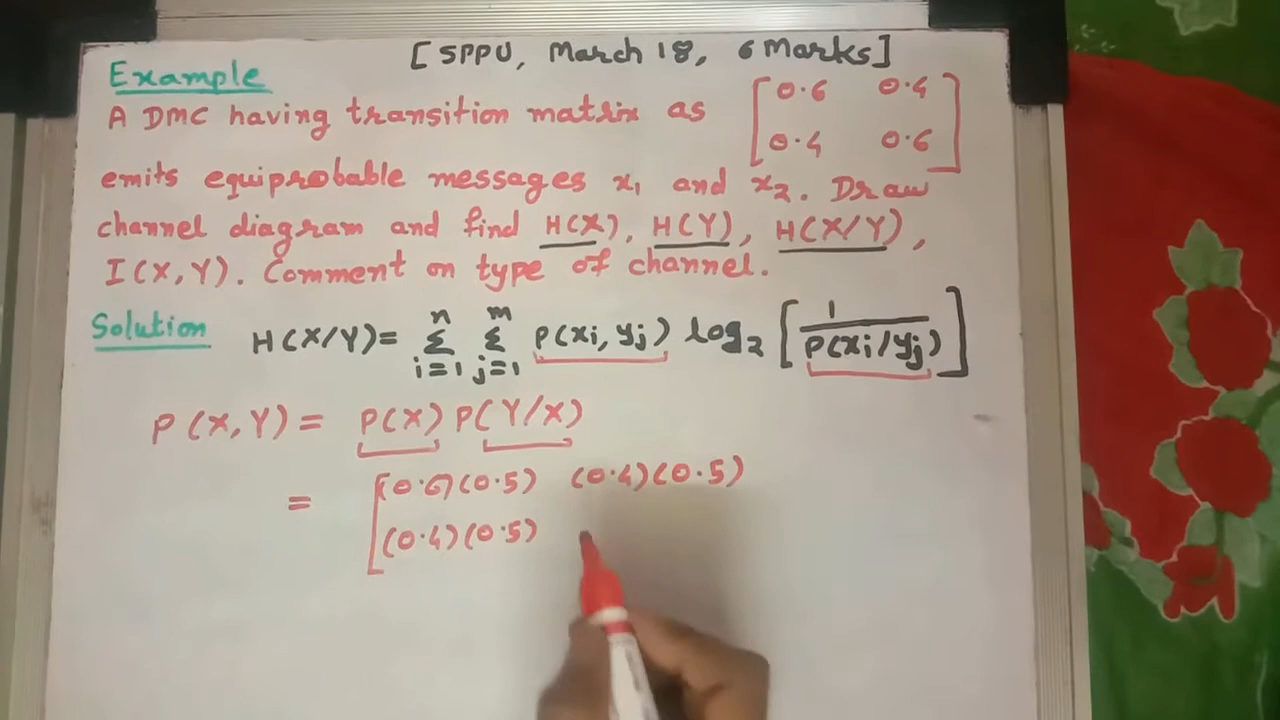 [SPPU, March 18, 6 Marks]
Example
A DMC having transition matrix as [0.6 0.4
0.4 0.6]
emits equiprobable messages x₁ and x₂. Draw
channel diagram and find H(X), H(Y), H(X/Y),
I(X,Y). Comment on type of channel.
Solution H(X/Y)= Σ i=1 n Σ j=1 m P(xi, yj) log₂ [1/P(xi/yj)]
P(X,Y) = P(X) P(Y/X)
= [(0.6)(0.5) (0.4)(0.5)
(0.4)(0.5)